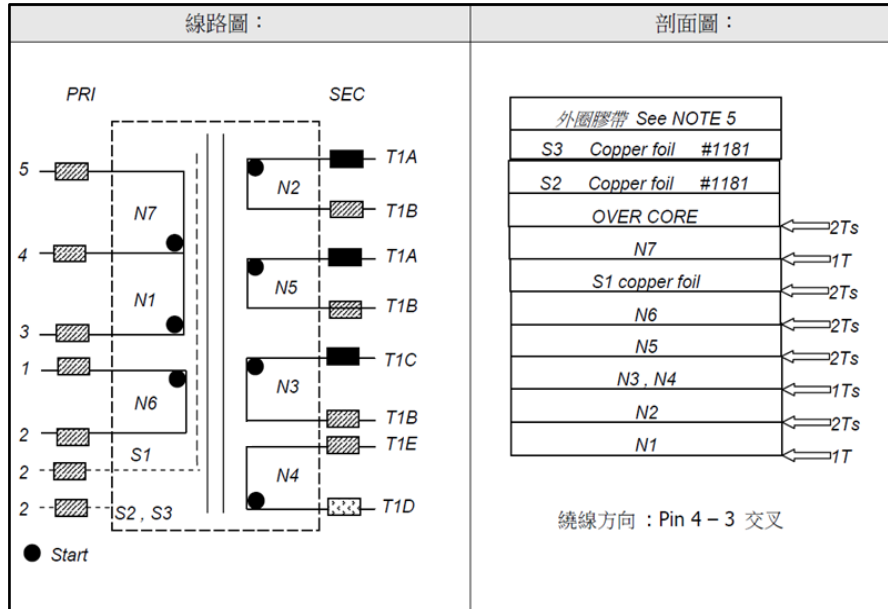 線路圖：
剖面圖：
PRI
SEC
5
N7
4
N1
3
1
N6
2
S1
2
2
S2 , S3
N2
T1A
T1B
N5
T1A
T1B
N3
T1C
T1B
T1E
N4
T1D
Start
外圈膠帶 See NOTE 5
S3 Copper foil #1181
S2 Copper foil #1181
OVER CORE
2Ts
N7
1T
S1 copper foil
2Ts
N6
2Ts
N5
2Ts
N3 , N4
1Ts
N2
2Ts
N1
1T
繞線方向 : Pin 4 – 3 交叉